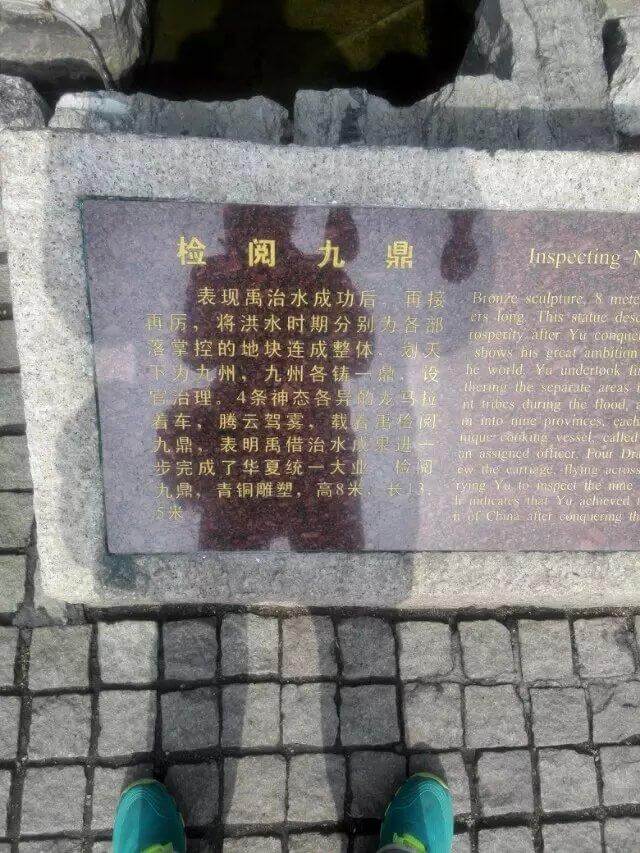 检阅九鼎
表现禹治水成功后，再接
再厉，将洪水时期分别为各部
落掌控的地块连成整体，划天
下为九州，九州各铸一鼎，设
官治理。4条神态各异的龙马拉
着车，腾云驾雾，载着禹检阅
九鼎，表明禹借治水成果进一
步完成了华夏统一大业。检阅
九鼎，青铜雕塑，高8米，长13.
5米
Inspecting N
Bronze sculpture, 8 mete
ers long. This statue desc
rosperity after Yu conque
shows his great ambition
he world. Yu undertook fu
thering the separate areas
nt tribes during the flood, a
m into nine provinces, each
nique cooking vessel, called
on assigned officer. Four Dra
ew the carriage, flying across
rying Yu to inspect the nine
It indicates that Yu achieved
n of China after conquering th